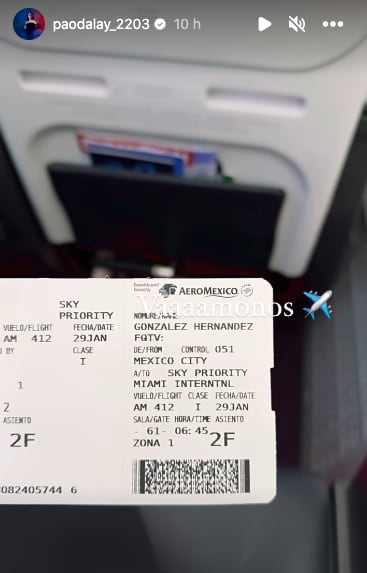 paodalay_2203 10 h
Vaaaamonos ✈️
SKY
PRIORITY
VUELO/FLIGHT FECHA/DATE
AM 412 29JAN
D BY CLASE
I
1
2
ASIENTO ASIENTO
2F
082405744 6
AEROMEXICO
GONZALEZ HERNANDEZ
FQTV:
DE/FROM CONTROL 051
MEXICO CITY
A/TO SKY PRIORITY
MIAMI INTERNTNL
VUELO/FLIGHT CLASE FECHA/DATE
AM 412 I 29JAN
SALA/GATE HORA/TIME ASIENTO
- 61- 06:45 2F
ZONA 1